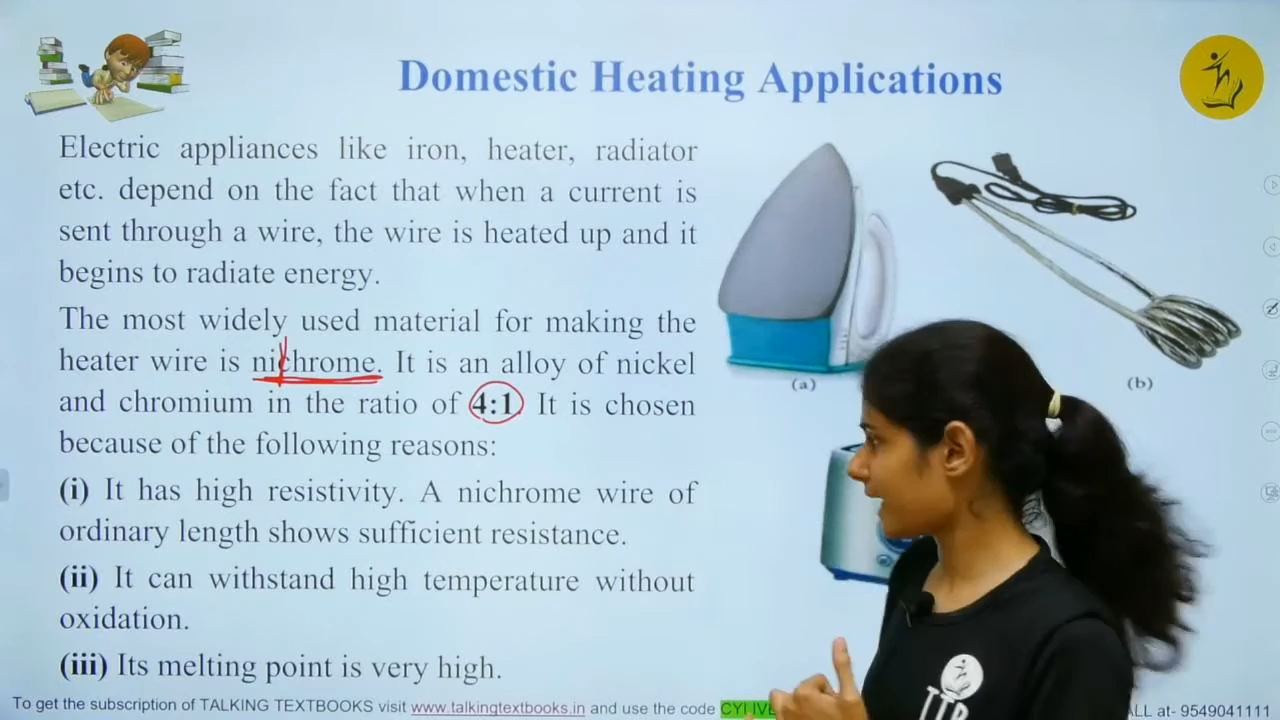 Domestic Heating Applications
Electric appliances like iron, heater, radiator
etc. depend on the fact that when a current is
sent through a wire, the wire is heated up and it
begins to radiate energy.
The most widely used material for making the
heater wire is nichrome. It is an alloy of nickel
and chromium in the ratio of 4:1. It is chosen
because of the following reasons:
(i) It has high resistivity. A nichrome wire of
ordinary length shows sufficient resistance.
(ii) It can withstand high temperature without
oxidation.
(iii) Its melting point is very high.
(a)
(b)
TTB
To get the subscription of TALKING TEXTBOOKS visit www.talkingtextbooks.in and use the code
ALL at- 9549041111